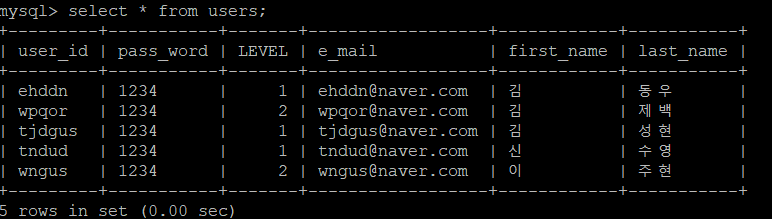 mysql> select * from users;
+---------+-----------+-------+------------------+------------+-----------+
| user_id | pass_word | LEVEL | e_mail | first_name | last_name |
+---------+-----------+-------+------------------+------------+-----------+
| ehddn | 1234 | 1 | ehddn@naver.com | 김 | 동우 |
| wpqor | 1234 | 2 | wpqor@naver.com | 김 | 제백 |
| tjdgus | 1234 | 1 | tjdgus@naver.com | 김 | 성현 |
| tndud | 1234 | 1 | tndud@naver.com | 신 | 수영 |
| wngus | 1234 | 2 | wngus@naver.com | 이 | 주현 |
+---------+-----------+-------+------------------+------------+-----------+
5 rows in set (0.00 sec)